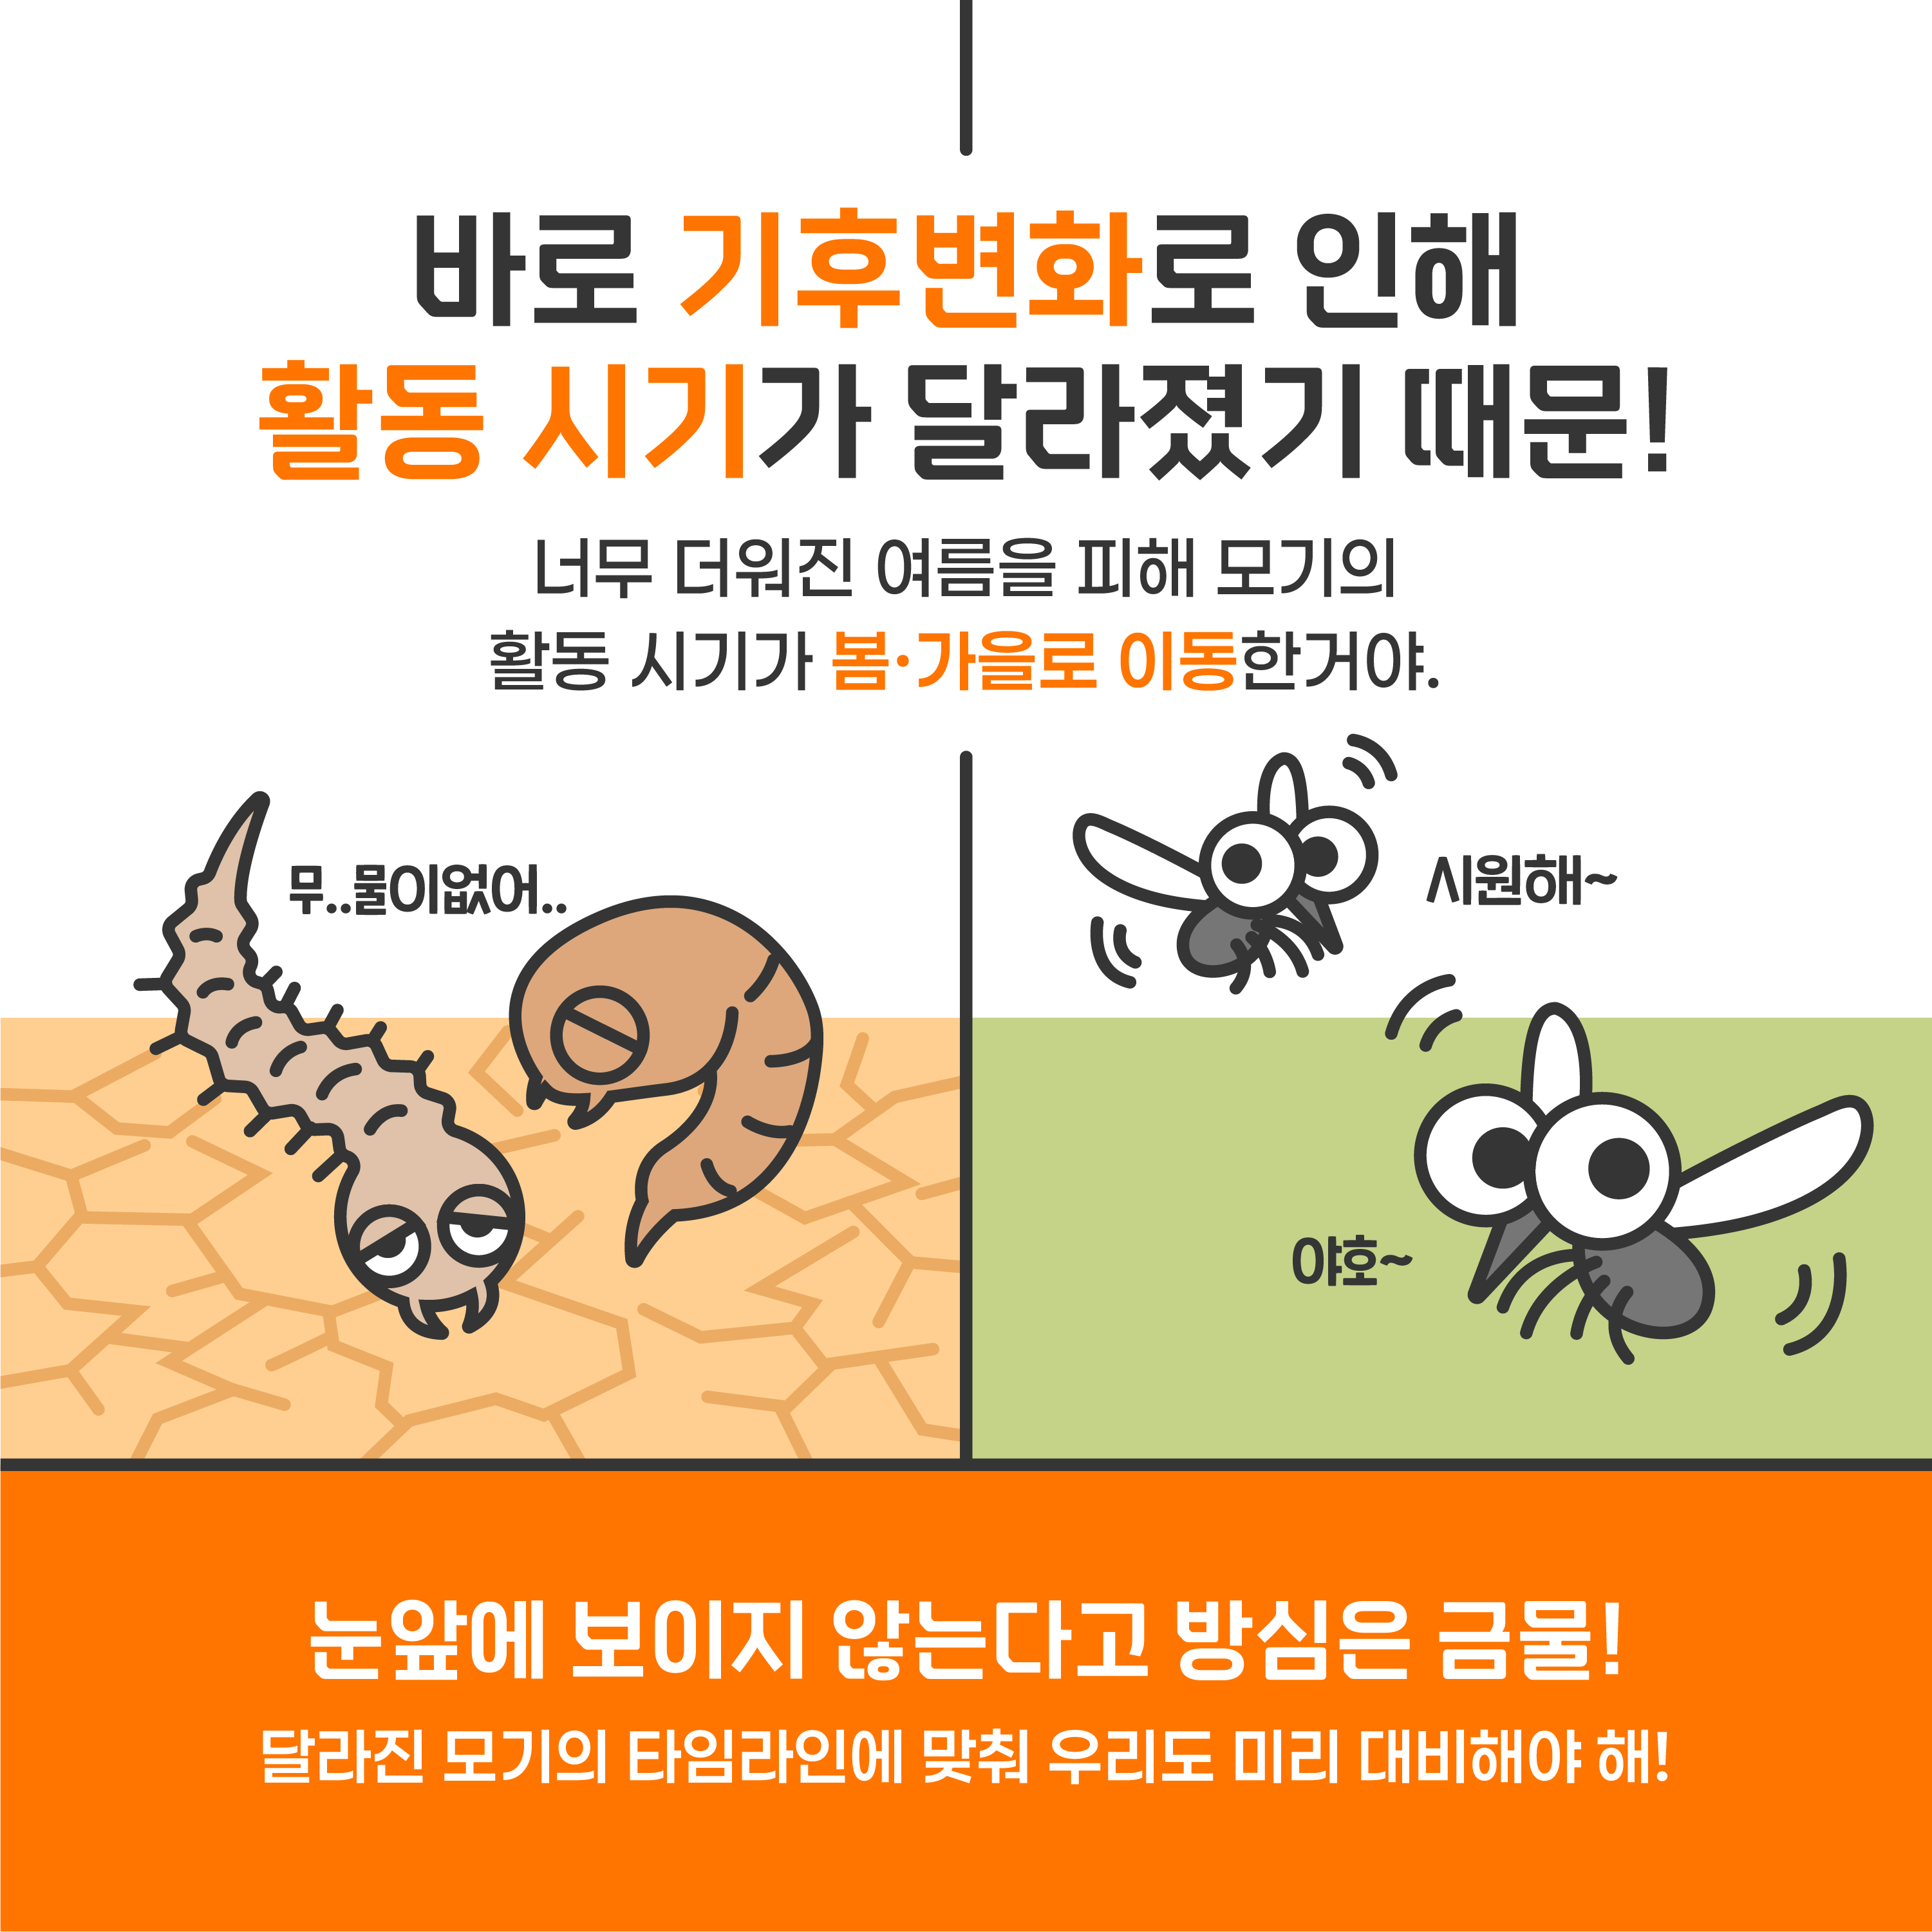 바로 기후변화로 인해
활동 시기가 달라졌기 때문!
너무 더워진 여름을 피해 모기의
활동 시기가 봄·가을로 이동한거야.
무..물이 없어..
시원해~
야호~
눈앞에 보이지 않는다고 방심은 금물!
달라진 모기의 타임라인에 맞춰 우리도 미리 대비해야 해!